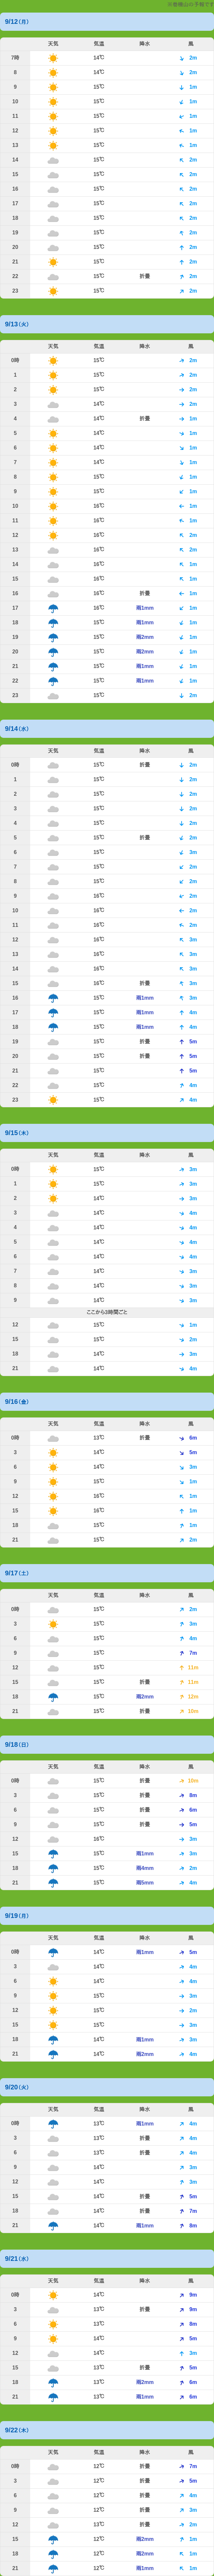 ※岩櫃山の予報です
9/12(月)
天気 気温 降水 風
7時 14℃ 2m
8 14℃ 2m
9 15℃ 1m
10 15℃ 1m
11 15℃ 1m
12 15℃ 1m
13 15℃ 1m
14 15℃ 2m
15 15℃ 2m
16 15℃ 2m
17 15℃ 2m
18 15℃ 2m
19 15℃ 2m
20 15℃ 2m
21 15℃ 2m
22 15℃ 折畳 2m
23 15℃ 2m
9/13(火)
天気 気温 降水 風
0時 15℃ 2m
1 15℃ 2m
2 15℃ 2m
3 14℃ 2m
4 14℃ 折畳 1m
5 14℃ 1m
6 14℃ 1m
7 14℃ 1m
8 15℃ 1m
9 15℃ 1m
10 16℃ 1m
11 16℃ 1m
12 16℃ 2m
13 16℃ 2m
14 16℃ 1m
15 16℃ 1m
16 16℃ 折畳 1m
17 16℃ 雨1mm 1m
18 15℃ 雨1mm 1m
19 15℃ 雨2mm 1m
20 15℃ 雨2mm 1m
21 15℃ 雨1mm 1m
22 15℃ 雨1mm 1m
23 15℃ 2m
9/14(水)
天気 気温 降水 風
0時 15℃ 折畳 2m
1 15℃ 2m
2 15℃ 2m
3 15℃ 2m
4 15℃ 2m
5 15℃ 折畳 2m
6 15℃ 3m
7 15℃ 2m
8 15℃ 2m
9 16℃ 2m
10 16℃ 2m
11 16℃ 2m
12 16℃ 3m
13 16℃ 3m
14 16℃ 3m
15 16℃ 折畳 3m
16 15℃ 雨1mm 3m
17 15℃ 雨1mm 4m
18 15℃ 雨1mm 4m
19 15℃ 折畳 5m
20 15℃ 折畳 5m
21 15℃ 5m
22 15℃ 4m
23 15℃ 4m
9/15(木)
天気 気温 降水 風
0時 15℃ 3m
1 15℃ 3m
2 14℃ 3m
3 14℃ 4m
4 14℃ 4m
5 14℃ 4m
6 14℃ 4m
7 14℃ 3m
8 14℃ 3m
9 14℃ 3m
ここから3時間ごと
12 15℃ 1m
15 15℃ 2m
18 14℃ 3m
21 14℃ 4m
9/16(金)
天気 気温 降水 風
0時 13℃ 折畳 6m
3 14℃ 5m
6 14℃ 3m
9 15℃ 1m
12 16℃ 1m
15 16℃ 1m
18 15℃ 1m
21 15℃ 2m
9/17(土)
天気 気温 降水 風
0時 15℃ 2m
3 15℃ 3m
6 15℃ 4m
9 15℃ 7m
12 15℃ 11m
15 15℃ 折畳 11m
18 15℃ 雨2mm 12m
21 15℃ 折畳 10m
9/18(日)
天気 気温 降水 風
0時 15℃ 折畳 10m
3 15℃ 折畳 8m
6 15℃ 折畳 6m
9 15℃ 折畳 5m
12 16℃ 3m
15 15℃ 雨1mm 3m
18 15℃ 雨4mm 2m
21 15℃ 雨5mm 4m
9/19(月)
天気 気温 降水 風
0時 14℃ 雨1mm 5m
3 14℃ 4m
6 14℃ 4m
9 15℃ 3m
12 15℃ 2m
15 15℃ 3m
18 14℃ 雨1mm 3m
21 14℃ 雨2mm 4m
9/20(火)
天気 気温 降水 風
0時 13℃ 雨1mm 4m
3 13℃ 折畳 4m
6 13℃ 折畳 4m
9 14℃ 3m
12 14℃ 3m
15 14℃ 折畳 5m
18 14℃ 折畳 7m
21 13℃ 雨1mm 8m
9/21(水)
天気 気温 降水 風
0時 14℃ 9m
3 13℃ 折畳 9m
6 13℃ 8m
9 14℃ 5m
12 14℃ 3m
15 13℃ 折畳 5m
18 13℃ 雨2mm 6m
21 13℃ 雨1mm 6m
9/22(木)
天気 気温 降水 風
0時 12℃ 折畳 7m
3 12℃ 折畳 5m
6 12℃ 折畳 4m
9 12℃ 折畳 3m
12 13℃ 折畳 2m
15 12℃ 雨2mm 1m
18 12℃ 雨2mm 1m
21 12℃ 雨1mm 1m